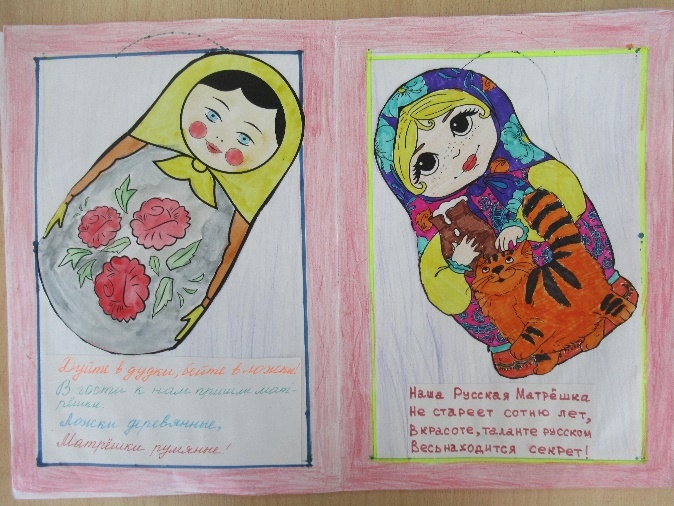 Дуйте в дудки, бейте в ложки!
В гости к нам пришли мат-
рёшки.
Ложки деревянные,
Матрёшки румяные!
Наша Русская Матрёшка
Не стареет сотню лет,
В красоте, таланте русском
Весь находится секрет!